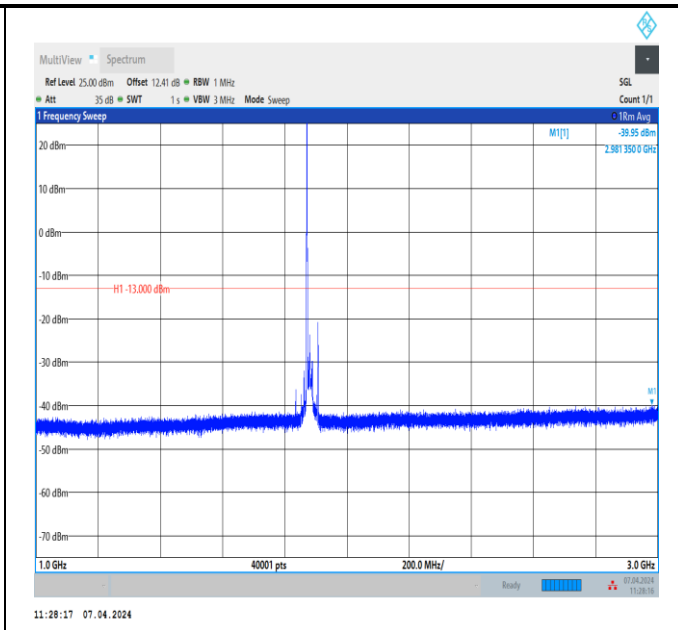 MultiView Spectrum
Ref Level 25.00 dBm Offset 12.41 dB RBW 1 MHz SGL
Att 35 dB SWT 1 s VBW 3 MHz Mode Sweep Count 1/1
1 Frequency Sweep 1Rm Avg
M1[1] -39.95 dBm
2.981 350 0 GHz
20 dBm
10 dBm
0 dBm
-10 dBm
H1 -13.000 dBm
-20 dBm
-30 dBm
M1
-40 dBm
-50 dBm
-60 dBm
-70 dBm
1.0 GHz 40001 pts 200.0 MHz/ 3.0 GHz
Ready 07.04.2024
11:28:16
11:28:17 07.04.2024